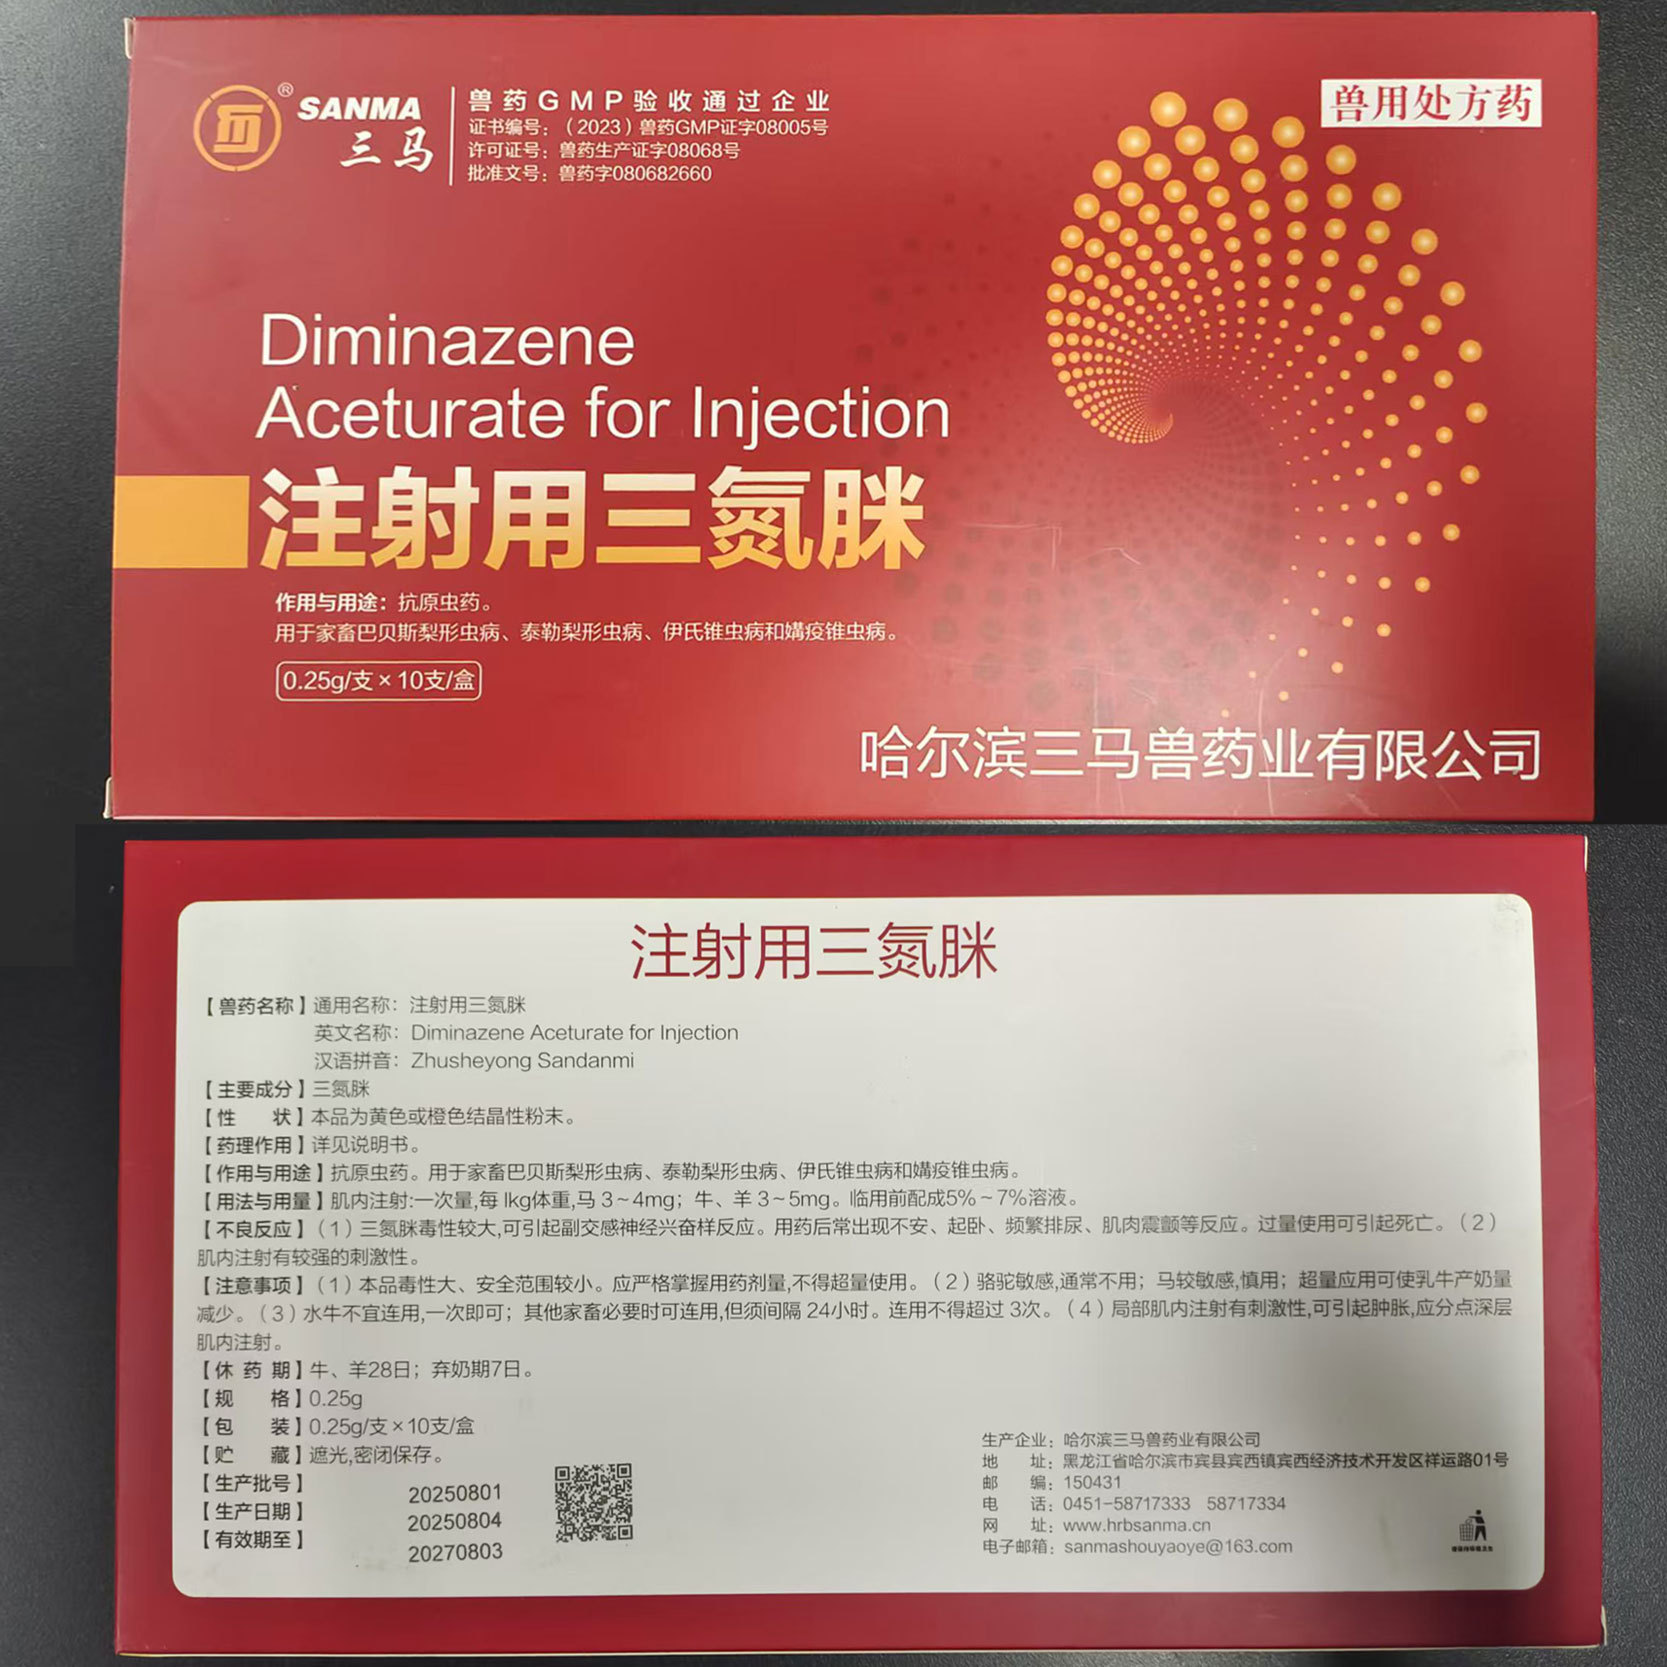 SANMA
三马
兽药GMP验收通过企业
证书编号：（2023）兽药GMP证字08005号
许可证号：兽药生产证字08068号
批准文号：兽药字080682660
兽用处方药
Diminazene
Aceturate for Injection
注射用三氮脒
作用与用途：抗原虫药。
用于家畜巴贝斯梨形虫病、泰勒梨形虫病、伊氏锥虫病和媾疫锥虫病。
0.25g/支×10支/盒
哈尔滨三马兽药业有限公司
注射用三氮脒
【兽药名称】通用名称：注射用三氮脒
英文名称：Diminazene Aceturate for Injection
汉语拼音：Zhusheyong Sandanmi
【主要成分】三氮脒
【性 状】本品为黄色或橙色结晶性粉末。
【药理作用】详见说明书。
【作用与用途】抗原虫药。用于家畜巴贝斯梨形虫病、泰勒梨形虫病、伊氏锥虫病和媾疫锥虫病。
【用法与用量】肌内注射:一次量,每1kg体重,马3~4mg；牛、羊3~5mg。临用前配成5%~7%溶液。
【不良反应】（1）三氮脒毒性较大,可引起副交感神经兴奋样反应。用药后常出现不安、起卧、频繁排尿、肌肉震颤等反应。过量使用可引起死亡。（2）
肌内注射有较强的刺激性。
【注意事项】（1）本品毒性大、安全范围较小。应严格掌握用药剂量,不得超量使用。（2）骆驼敏感,通常不用；马较敏感,慎用；超量应用可使乳牛产奶量
减少。（3）水牛不宜连用,一次即可；其他家畜必要时可连用,但须间隔24小时。连用不得超过3次。（4）局部肌内注射有刺激性,可引起肿胀,应分点深层
肌内注射。
【休药期】牛、羊28日；弃奶期7日。
【规 格】0.25g
【包 装】0.25g/支×10支/盒
【贮 藏】遮光,密闭保存。
【生产批号】20250801
【生产日期】20250804
【有效期至】20270803
生产企业：哈尔滨三马兽药业有限公司
地 址：黑龙江省哈尔滨市宾县宾西镇宾西经济技术开发区祥运路01号
邮 编：150431
电 话：0451-58717333 58717334
网 址：www.hrbsanma.cn
电子邮箱：sanmashouyaoye@163.com